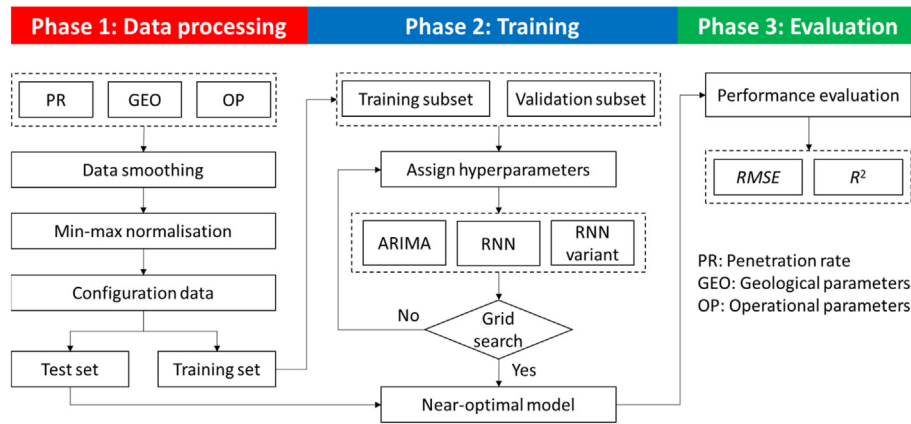 Phase 1: Data processing
Phase 2: Training
Phase 3: Evaluation
PR
GEO
OP
Data smoothing
Min-max normalisation
Configuration data
Test set
Training set
Training subset
Validation subset
Assign hyperparameters
ARIMA
RNN
RNN
variant
No
Grid
search
Yes
Near-optimal model
Performance evaluation
RMSE
R²
PR: Penetration rate
GEO: Geological parameters
OP: Operational parameters